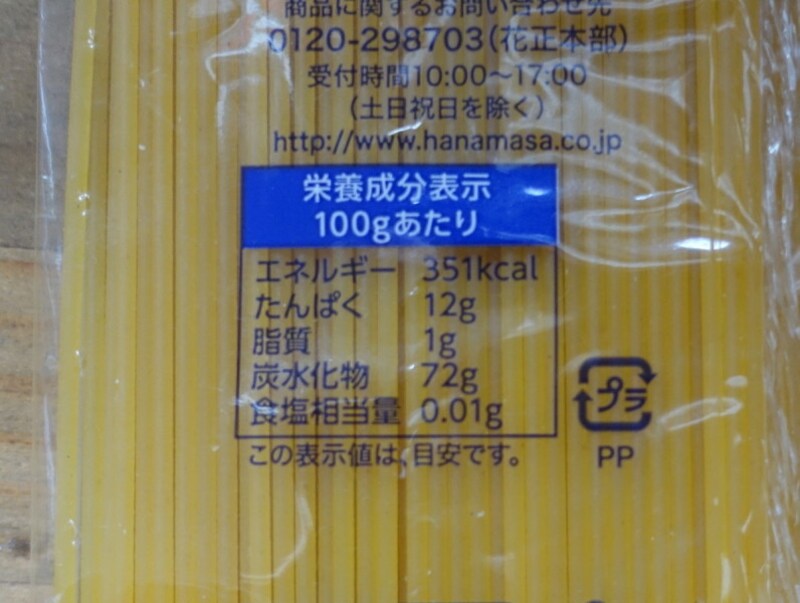 商品に関するお問い合わせ先
0120-298703(花正本部)
受付時間10:00〜17:00
(土日祝日を除く)
http://www.hanamasa.co.jp
栄養成分表示
100gあたり
エネルギー 351kcal
たんぱく 12g
脂質 1g
炭水化物 72g
食塩相当量 0.01g
この表示値は、目安です。
プラ
PP